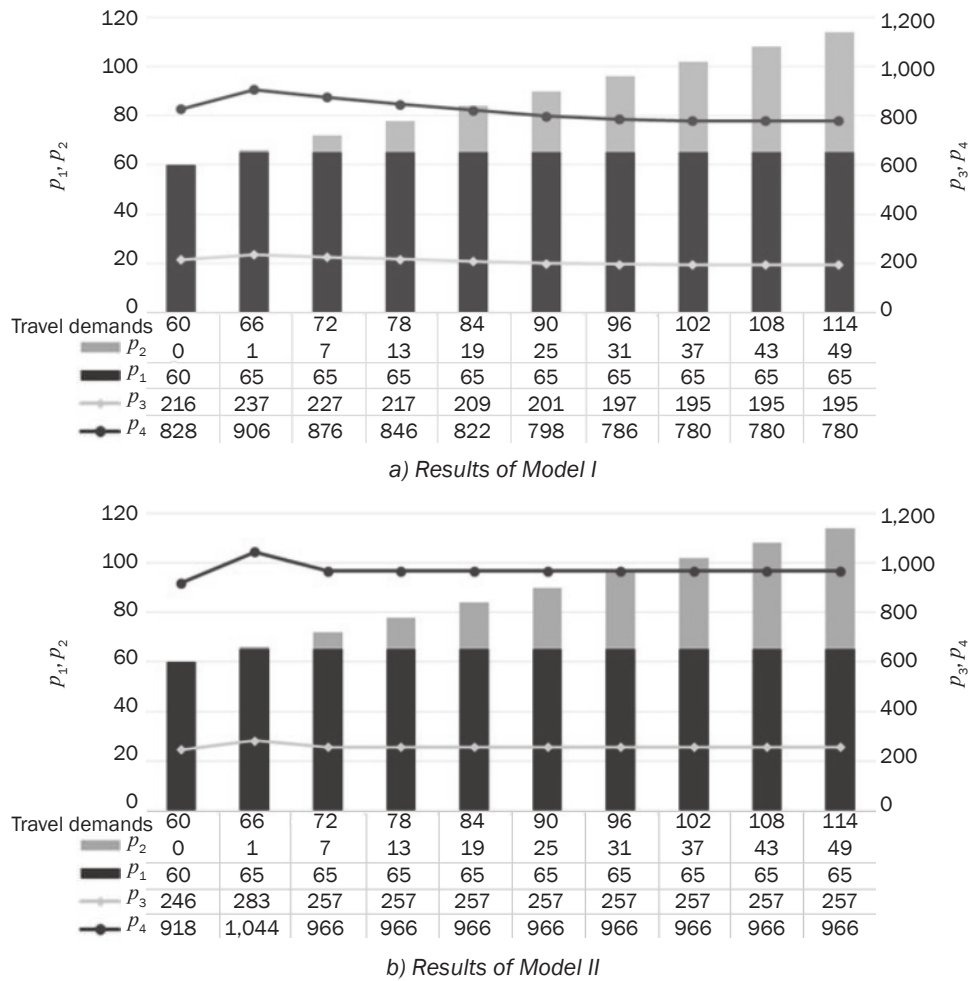 120 1,200
100 1,000
80 800
60 600
40 400
20 200
0 0
p1, p2
p3, p4
Travel demands 60 66 72 78 84 90 96 102 108 114
p2 0 1 7 13 19 25 31 37 43 49
p1 60 65 65 65 65 65 65 65 65 65
p3 216 237 227 217 209 201 197 195 195 195
p4 828 906 876 846 822 798 786 780 780 780
a) Results of Model I
120 1,200
100 1,000
80 800
60 600
40 400
20 200
0 0
p1, p2
p3, p4
Travel demands 60 66 72 78 84 90 96 102 108 114
p2 0 1 7 13 19 25 31 37 43 49
p1 60 65 65 65 65 65 65 65 65 65
p3 246 283 257 257 257 257 257 257 257 257
p4 918 1,044 966 966 966 966 966 966 966 966
b) Results of Model II